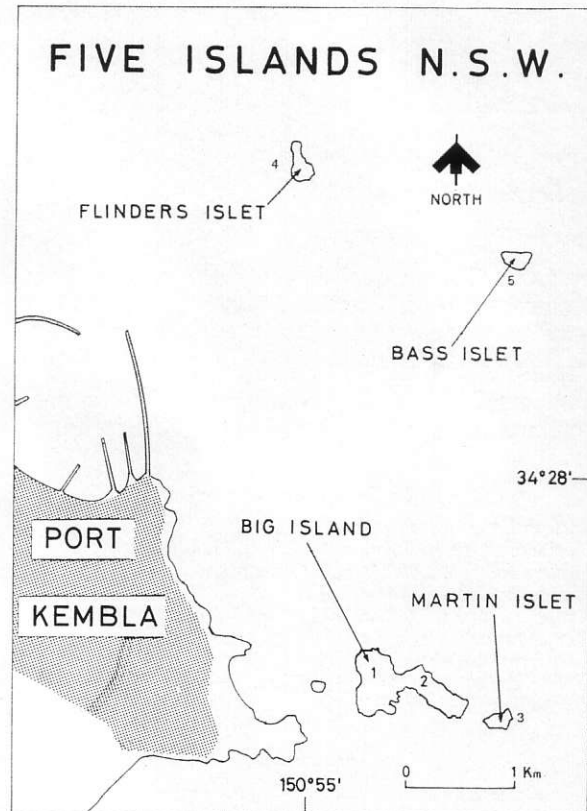 FIVE ISLANDS N.S.W.
4
FLINDERS ISLET
NORTH
5
BASS ISLET
34°28'
BIG ISLAND
PORT
KEMBLA
MARTIN ISLET
1
2
3
150°55'
0 1 Km